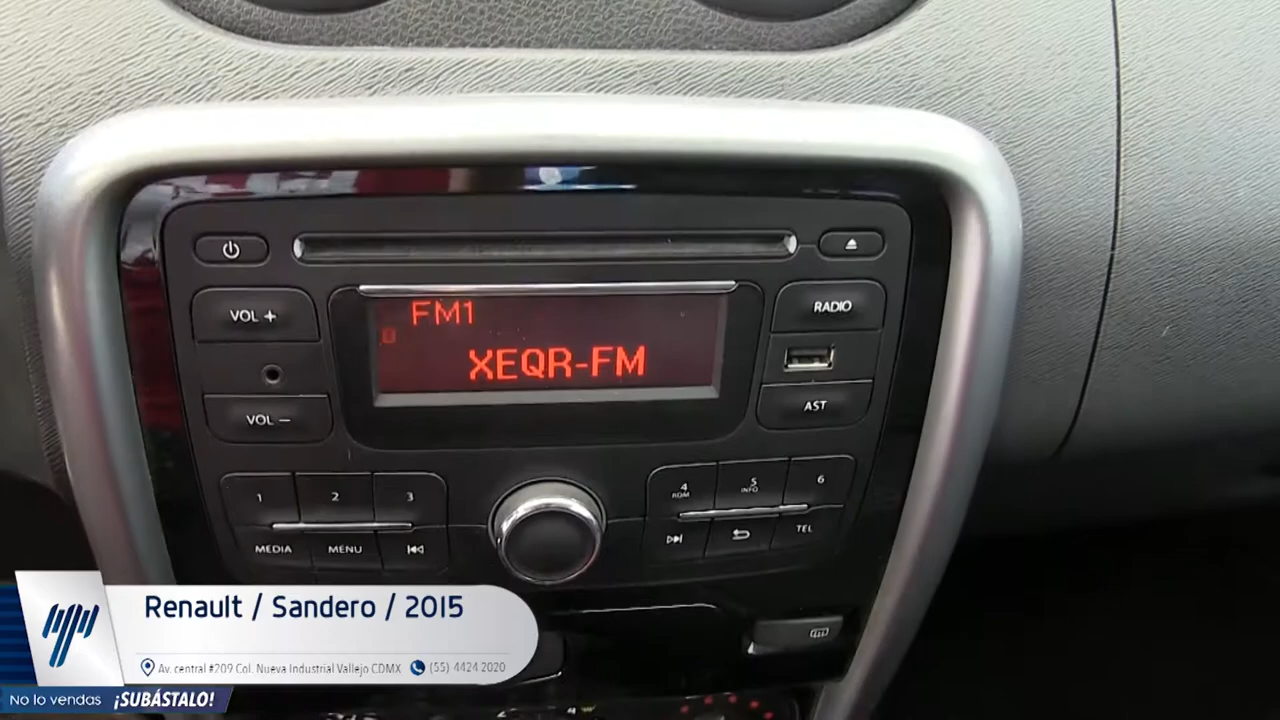 VOL +
FM1
XEQR-FM
RADIO
VOL –
AST
1
2
3
4
5
INFO
6
MEDIA
MENU
TEL
Renault / Sandero / 2015
Av. central #209 Col. Nueva Industrial Vallejo CDMX (55) 4424 2020
No lo vendas ¡SUBÁSTALO!